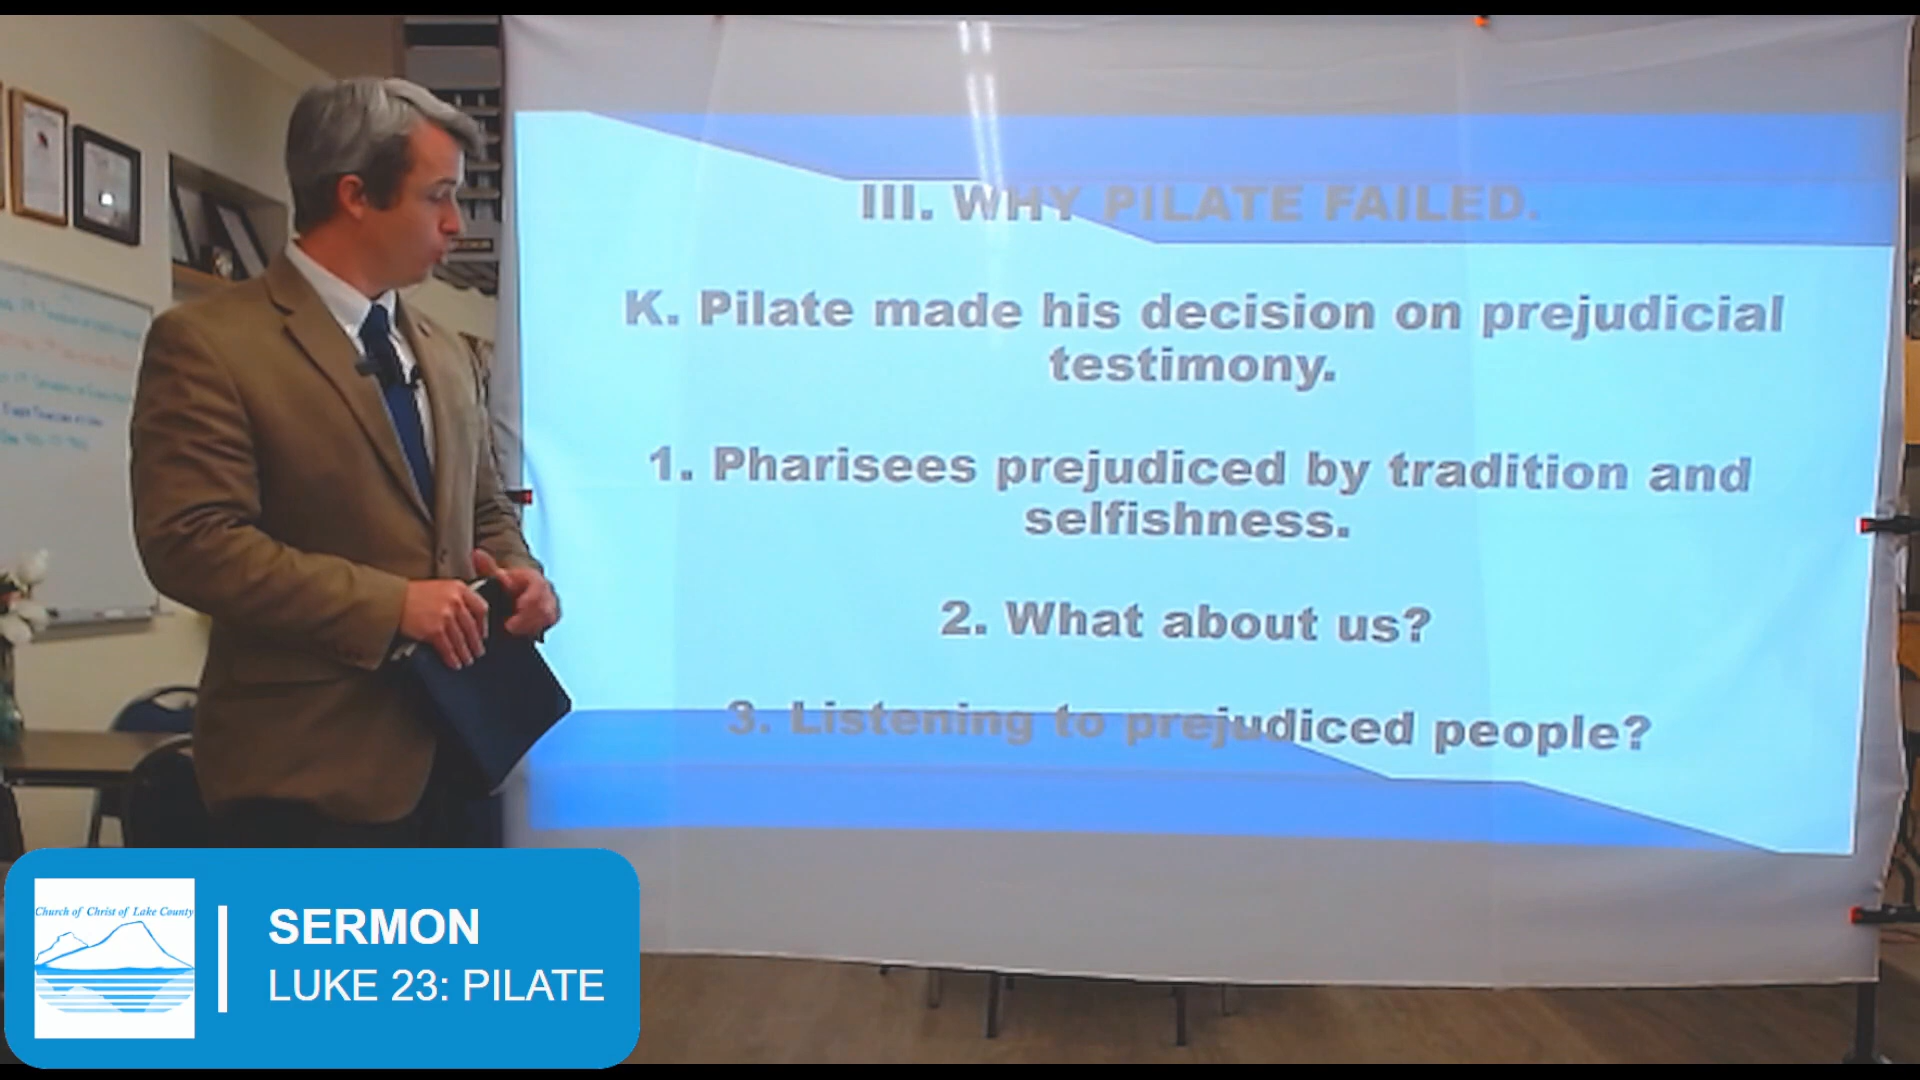 III. WHY PILATE FAILED.
K. Pilate made his decision on prejudicial
testimony.
1. Pharisees prejudiced by tradition and
selfishness.
2. What about us?
3. Listening to prejudiced people?
Church of Christ of Lake County
SERMON
LUKE 23: PILATE